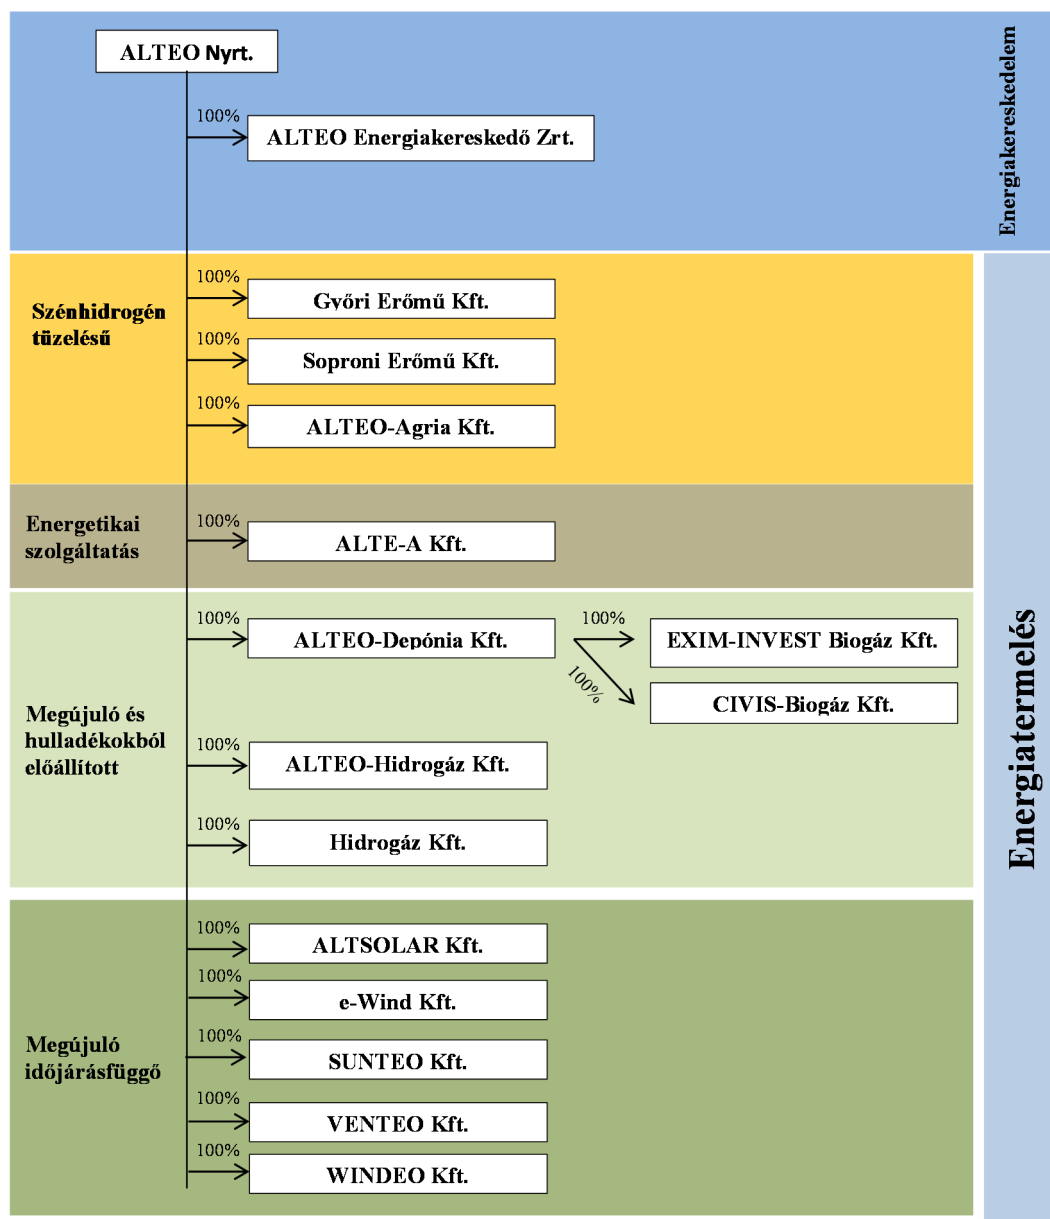 ALTEO Nyrt.
100%
ALTEO Energiakereskedő Zrt.
Energiakereskedelem
Szénhidrogén
tüzelésű
100%
Győri Erőmű Kft.
100%
Soproni Erőmű Kft.
100%
ALTEO-Agria Kft.
Energetikai
szolgáltatás
100%
ALTE-A Kft.
Megújuló és
hulladékokból
előállított
100%
ALTEO-Depónia Kft.
100%
EXIM-INVEST Biogáz Kft.
100%
CIVIS-Biogáz Kft.
100%
ALTEO-Hidrogáz Kft.
100%
Hidrogáz Kft.
Megújuló
időjárásfüggő
100%
ALTSOLAR Kft.
100%
e-Wind Kft.
100%
SUNTEO Kft.
100%
VENTEO Kft.
100%
WINDEO Kft.
Energiatermelés